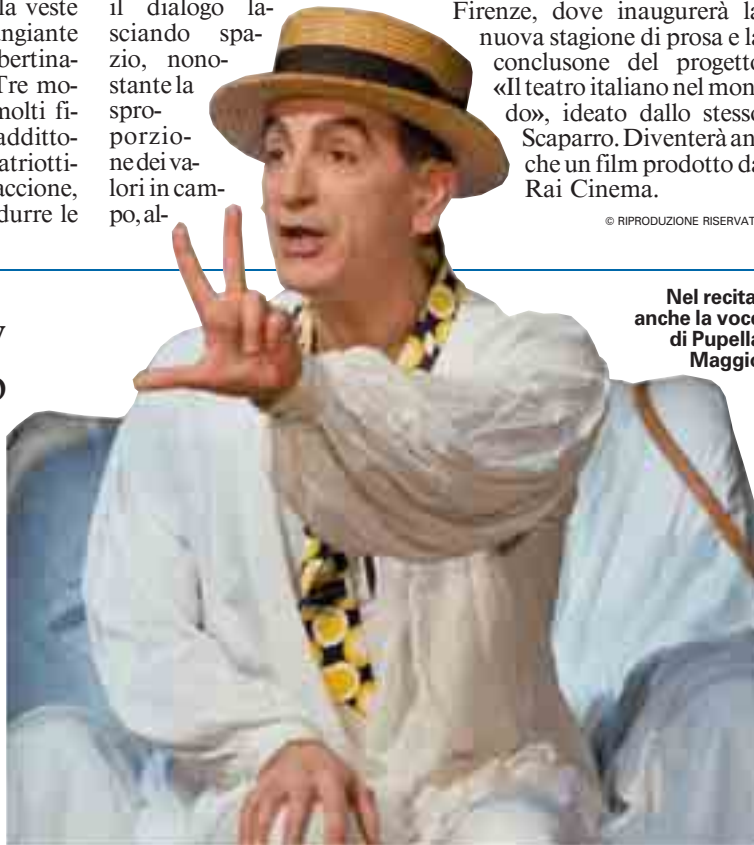 la veste
ngiante
bertina-
Tre mo-
molti fi-
additto-
atriotti-
accione,
durre le
il dialogo la-
sciando spa-
zio, nono-
stante la
spro-
porzio-
ne dei va-
lori in cam-
po, al-
Firenze, dove inaugurerà la
nuova stagione di prosa e la
conclusone del progetto
«Il teatro italiano nel mon
do», ideato dallo stesso
Scaparro. Diventerà an
che un film prodotto da
Rai Cinema.
© RIPRODUZIONE RISERVAT
Nel recita
anche la voce
di Pupella
Maggio